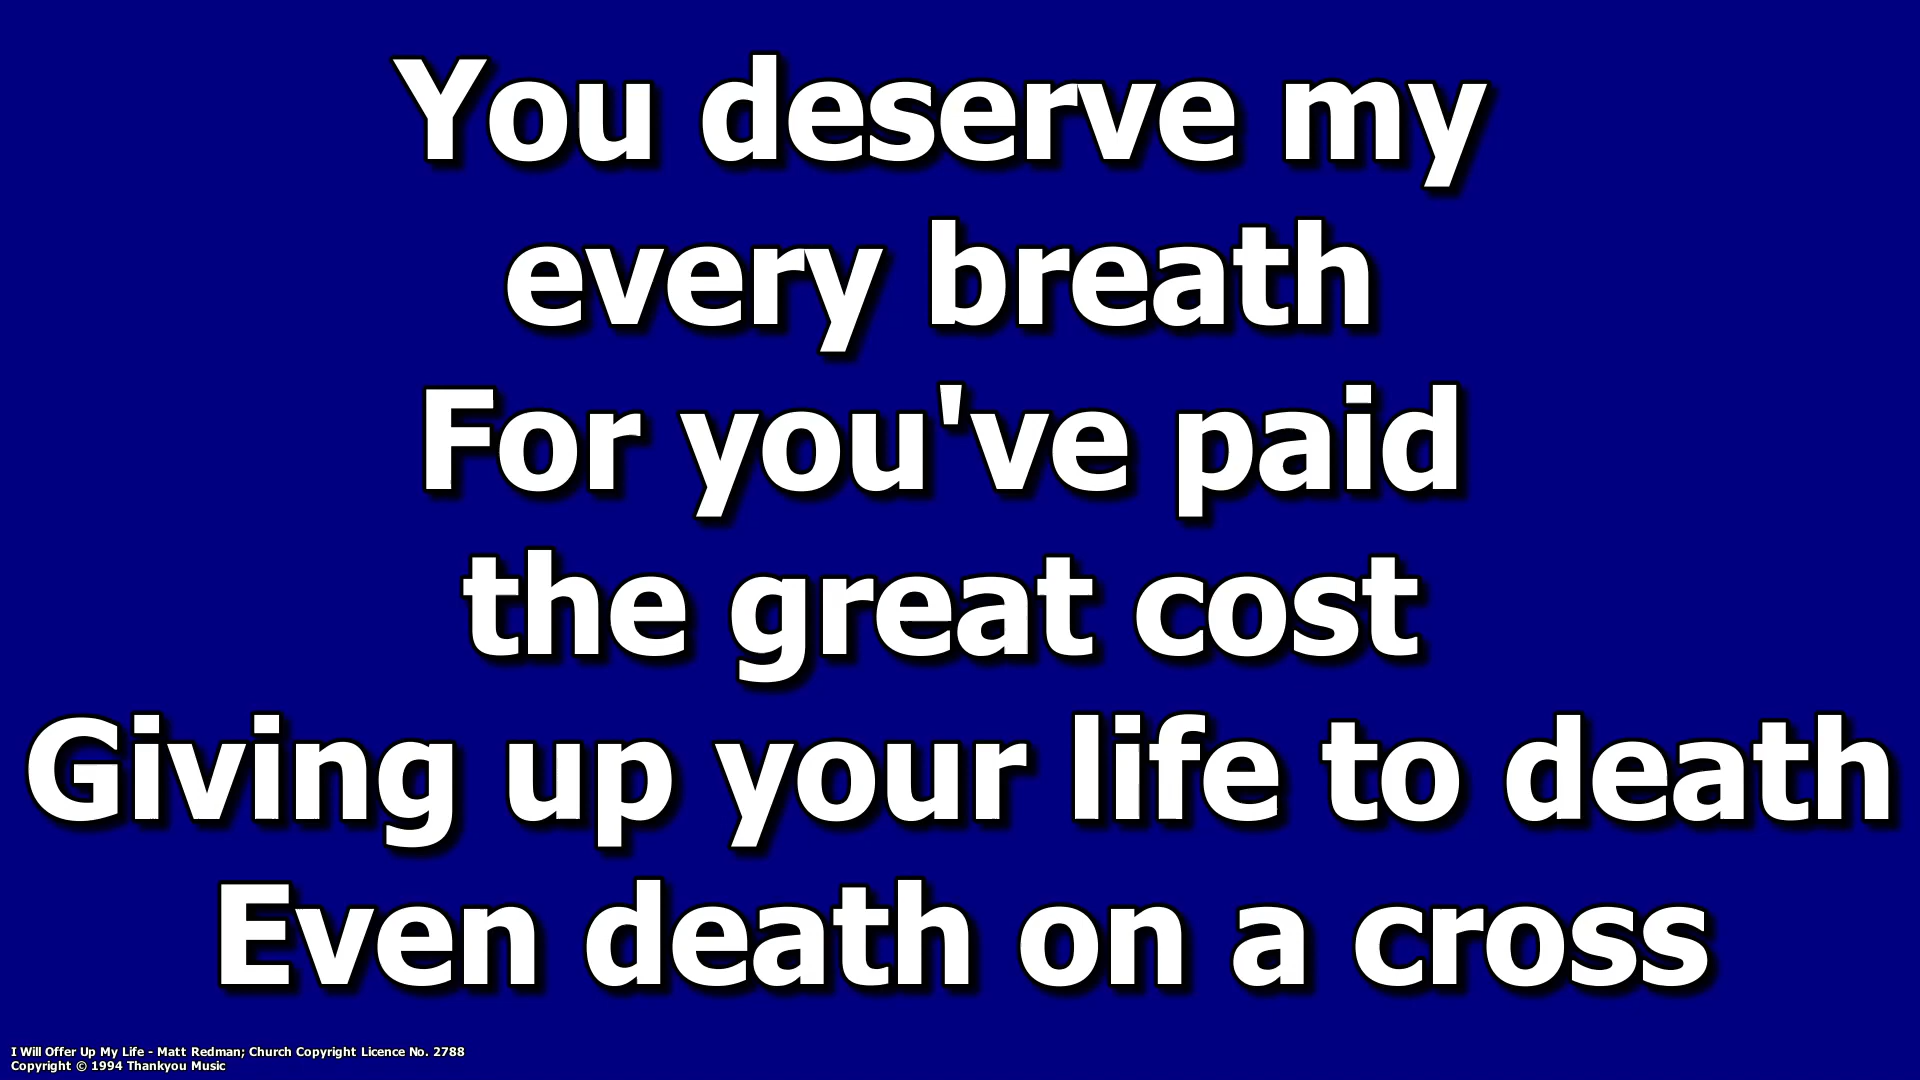 You deserve my
every breath
For you've paid
the great cost
Giving up your life to death
Even death on a cross
I Will Offer Up My Life - Matt Redman; Church Copyright Licence No. 2788
Copyright © 1994 Thankyou Music